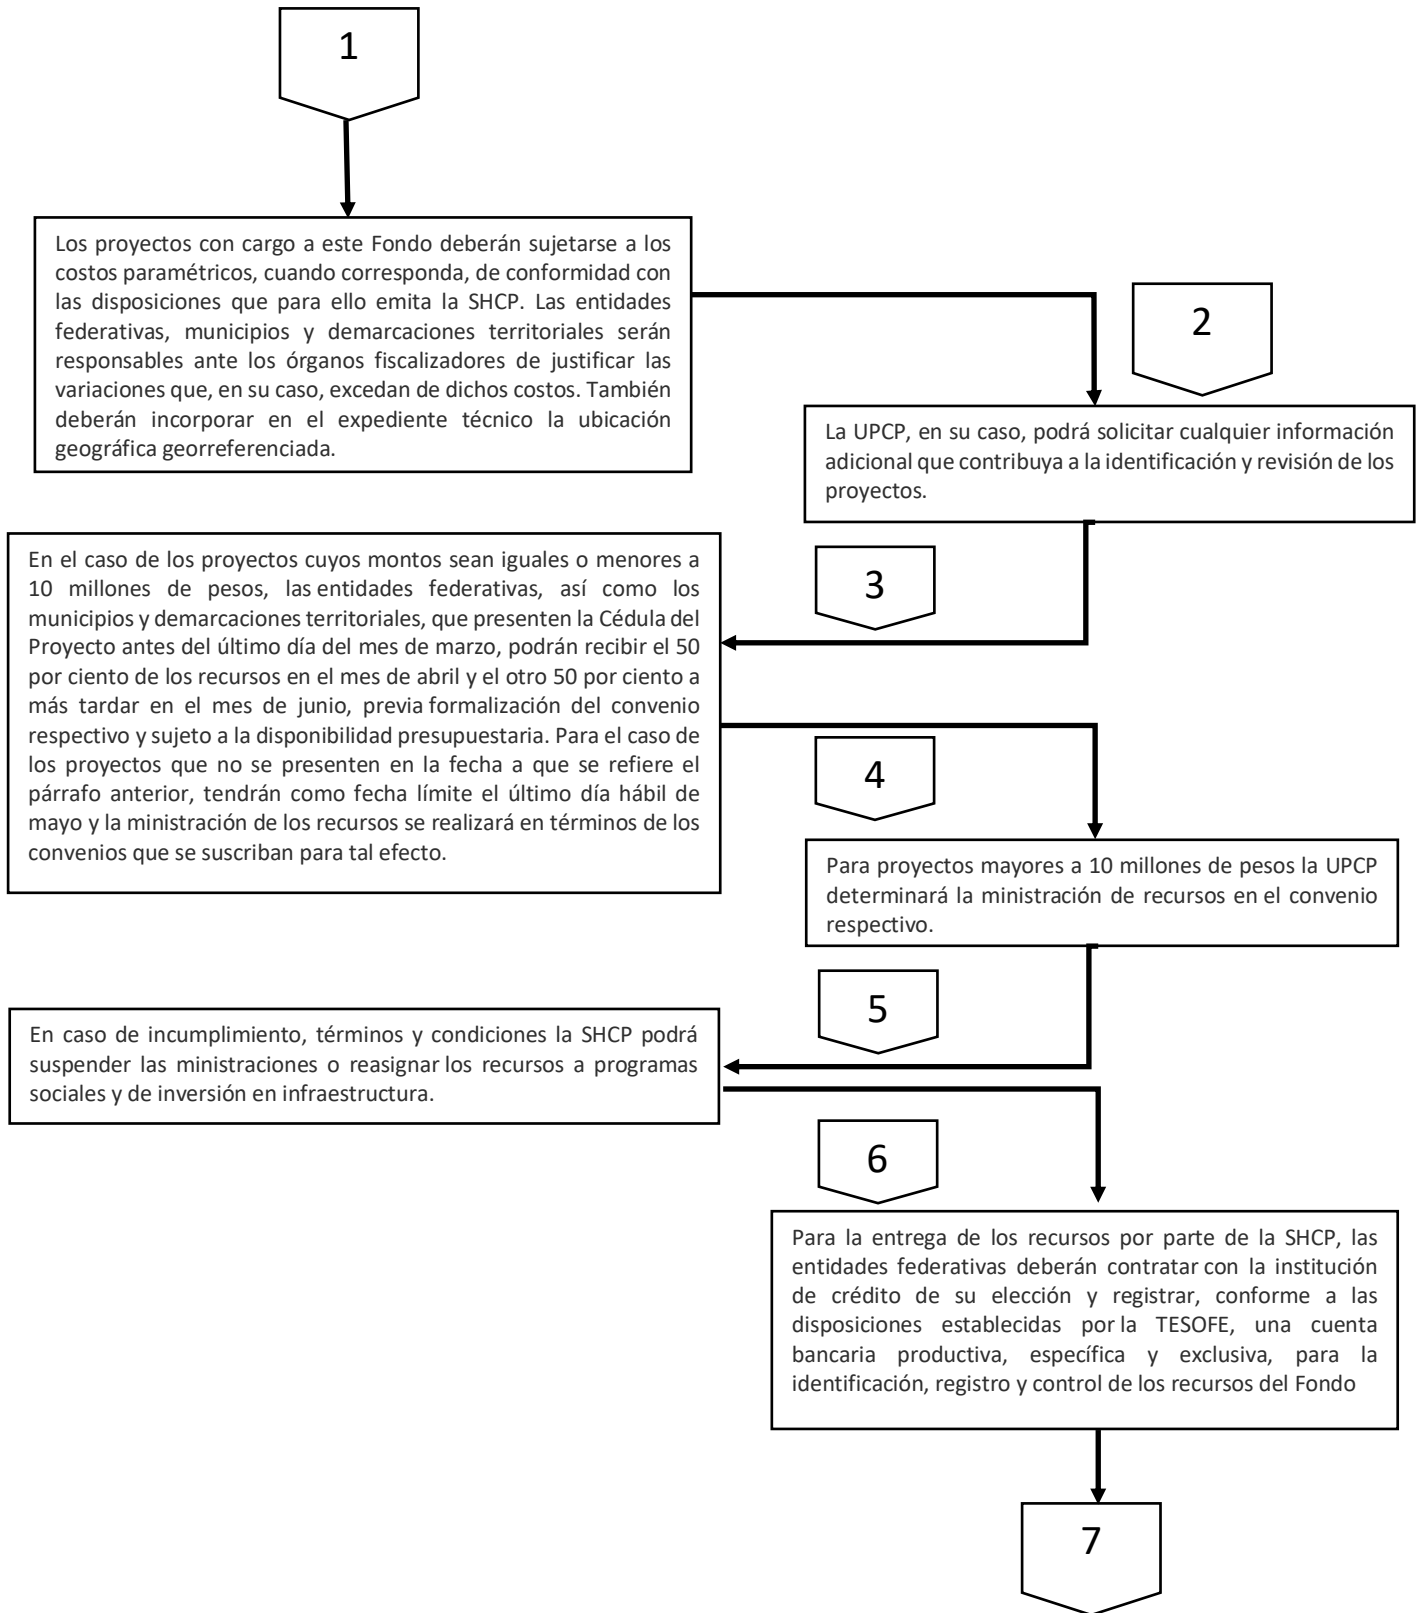 1
Los proyectos con cargo a este Fondo deberán sujetarse a los
costos paramétricos, cuando corresponda, de conformidad con
las disposiciones que para ello emita la SHCP. Las entidades
federativas, municipios y demarcaciones territoriales serán
responsables ante los órganos fiscalizadores de justificar las
variaciones que, en su caso, excedan de dichos costos. También
deberán incorporar en el expediente técnico la ubicación
geográfica georreferenciada.
2
La UPCP, en su caso, podrá solicitar cualquier información
adicional que contribuya a la identificación y revisión de los
proyectos.
3
En el caso de los proyectos cuyos montos sean iguales o menores a
10 millones de pesos, las entidades federativas, así como los
municipios y demarcaciones territoriales, que presenten la Cédula del
Proyecto antes del último día del mes de marzo, podrán recibir el 50
por ciento de los recursos en el mes de abril y el otro 50 por ciento a
más tardar en el mes de junio, previa formalización del convenio
respectivo y sujeto a la disponibilidad presupuestaria. Para el caso de
los proyectos que no se presenten en la fecha a que se refiere el
párrafo anterior, tendrán como fecha límite el último día hábil de
mayo y la ministración de los recursos se realizará en términos de los
convenios que se suscriban para tal efecto.
4
Para proyectos mayores a 10 millones de pesos la UPCP
determinará la ministración de recursos en el convenio
respectivo.
5
En caso de incumplimiento, términos y condiciones la SHCP podrá
suspender las ministraciones o reasignar los recursos a programas
sociales y de inversión en infraestructura.
6
Para la entrega de los recursos por parte de la SHCP, las
entidades federativas deberán contratar con la institución
de crédito de su elección y registrar, conforme a las
disposiciones establecidas por la TESOFE, una cuenta
bancaria productiva, específica y exclusiva, para la
identificación, registro y control de los recursos del Fondo
7